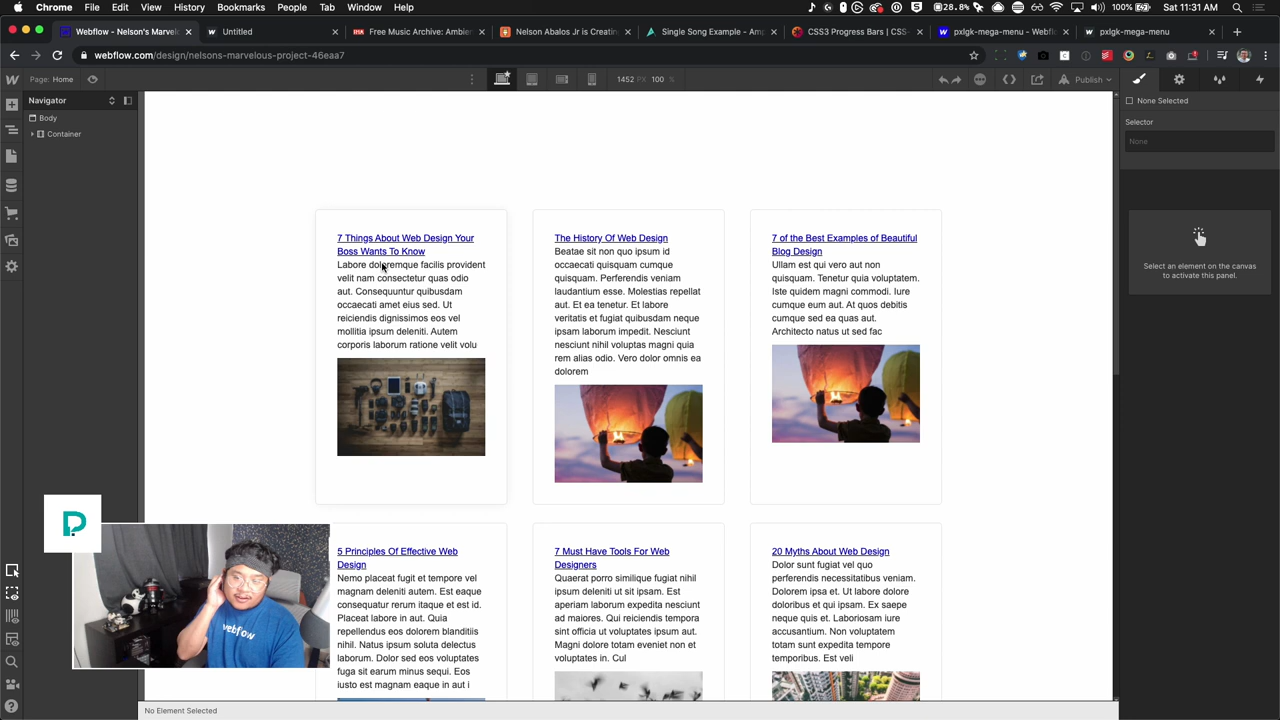 Chrome File Edit View History Bookmarks People Tab Window Help
28.8% 100% Sat 11:31 AM
Webflow - Nelson's Marvel
Untitled
Free Music Archive: Ambie
Nelson Abalos Jr is Creatin
Single Song Example - Am
CSS3 Progress Bars | CSS-
pxlgk-mega-menu - Webfl
pxlgk-mega-menu
webflow.com/design/nelsons-marvelous-project-46eaa7
Page: Home
1452 PX 100 %
Publish
Navigator
Body
Container
None Selected
Selector
None
Select an element on the canvas
to activate this panel.
7 Things About Web Design Your
Boss Wants To Know
Labore doloremque facilis provident
velit nam consectetur quas odio
aut. Consequuntur quibusdam
occaecati amet eius sed. Ut
reiciendis dignissimos eos vel
mollitia ipsum deleniti. Autem
corporis laborum ratione velit volu
The History Of Web Design
Beatae sit non quo ipsum id
occaecati quisquam cumque
quisquam. Perferendis veniam
laudantium esse. Molestias repellat
aut. Et ea tenetur. Et labore
veritatis et fugiat quibusdam neque
ipsam laborum impedit. Nesciunt
nesciunt nihil voluptas magni quia
rem alias odio. Vero dolor omnis ea
dolorem
7 of the Best Examples of Beautiful
Blog Design
Ullam est qui vero aut non
quisquam. Tenetur quia voluptatem.
Iste quidem magni commodi. Iure
cumque eum aut. At quos debitis
cumque sed ea quas aut.
Architecto natus ut sed fac
5 Principles Of Effective Web
Design
Nemo placeat fugit et tempore vel
magnam deleniti autem. Est eaque
consequatur rerum itaque et est id.
Placeat labore in aut. Quia
repellendus eos dolorem blanditiis
nihil. Natus ipsum soluta delectus
laborum. Dolor sed eos voluptates
fuga sit earum minus sequi. Eos
iusto est magnam eaque in aut i
7 Must Have Tools For Web
Designers
Quaerat porro similique fugiat nihil
ipsum deleniti ut sit ipsam. Est
aperiam laborum expedita nesciunt
ad maiores. Qui reiciendis tempora
sint officia ut voluptates ipsum aut.
Magni dolore totam eveniet non et
voluptates in. Cul
20 Myths About Web Design
Dolor sunt fugiat vel quo
perferendis necessitatibus veniam.
Dolorem ipsa et. Ut labore dolore
doloribus et qui ipsam. Ex saepe
neque quis et. Laboriosam iure
accusantium. Non voluptatem
totam sit dolorem tempora
temporibus. Est veli
webflow
No Element Selected